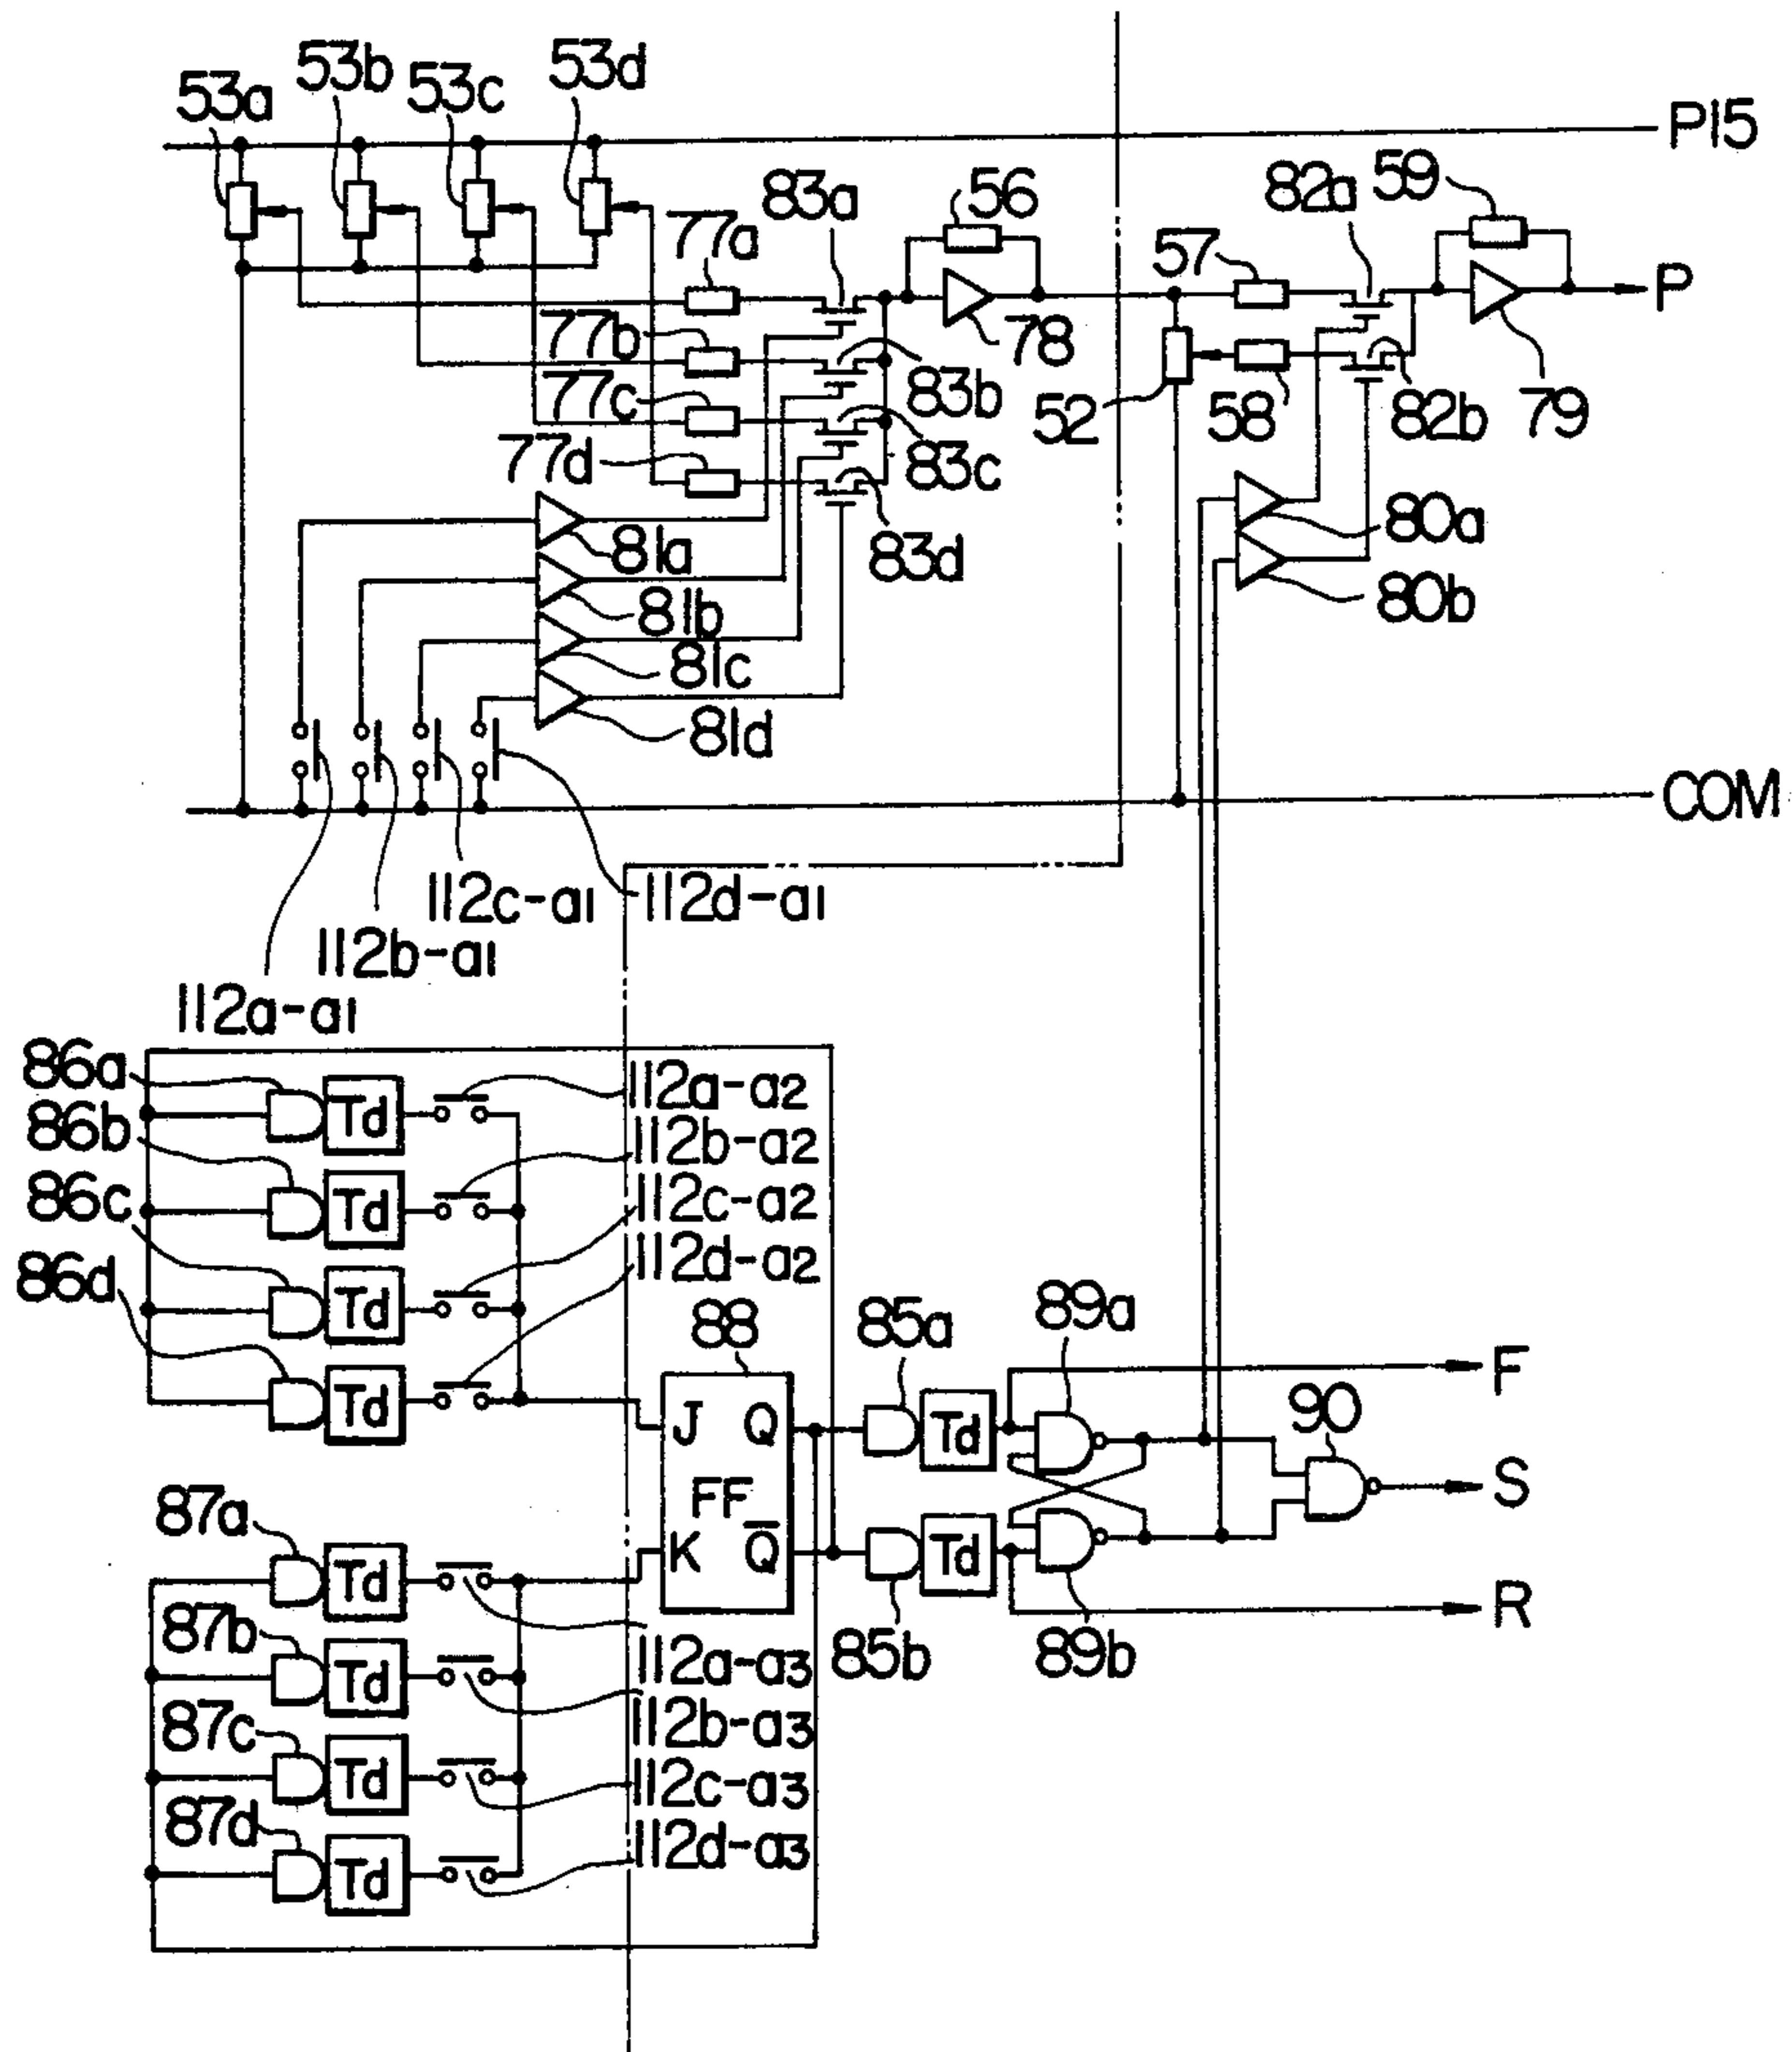 53a
53b
53c
53d
P15
77a
83a
56
82a
59
57
P
77b
78
77c
83b
52
58
82b
79
77d
83c
81a
83d
80a
81b
80b
81c
81d
COM
112c-a1
112d-a1
112b-a1
112a-a1
86a
Td
112a-a2
86b
112b-a2
86c
Td
112c-a2
86d
112d-a2
Td
88
85a
89a
F
Td
J
Q
Td
90
FF
S
87a
K
Q̅
Td
Td
R
87b
112a-a3
85b
89b
Td
112b-a3
87c
Td
112c-a3
87d
112d-a3
Td